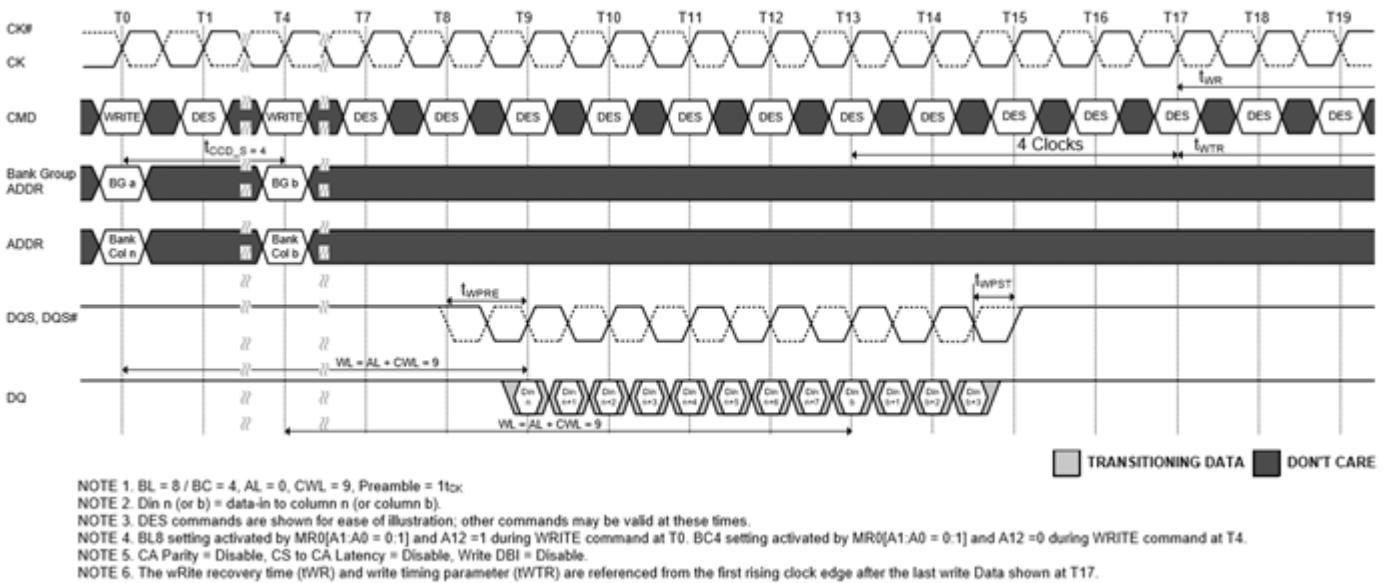 T0 T1 T4 T7 T8 T9 T10 T11 T12 T13 T14 T15 T16 T17 T18 T19
CK#
CK
tWR
CMD WRITE DES WRITE DES DES DES DES DES DES DES DES DES DES DES DES DES
tCCD_S = 4 4 Clocks tWTR
Bank Group
ADDR BG a BG b
ADDR Bank Col n Bank Col b
tWPRE tWPST
DQS, DQS#
WL = AL + CWL = 9
DQ Din n Din n+1 Din n+2 Din n+3 Din n+4 Din n+5 Din n+6 Din n+7 Din b Din b+1 Din b+2 Din b+3
WL = AL + CWL = 9
TRANSITIONING DATA DON'T CARE
NOTE 1. BL = 8 / BC = 4, AL = 0, CWL = 9, Preamble = 1tCK
NOTE 2. Din n (or b) = data-in to column n (or column b).
NOTE 3. DES commands are shown for ease of illustration; other commands may be valid at these times.
NOTE 4. BL8 setting activated by MR0[A1:A0 = 0:1] and A12 =1 during WRITE command at T0. BC4 setting activated by MR0[A1:A0 = 0:1] and A12 =0 during WRITE command at T4.
NOTE 5. CA Parity = Disable, CS to CA Latency = Disable, Write DBI = Disable.
NOTE 6. The wRite recovery time (tWR) and write timing parameter (tWTR) are referenced from the first rising clock edge after the last write Data shown at T17.